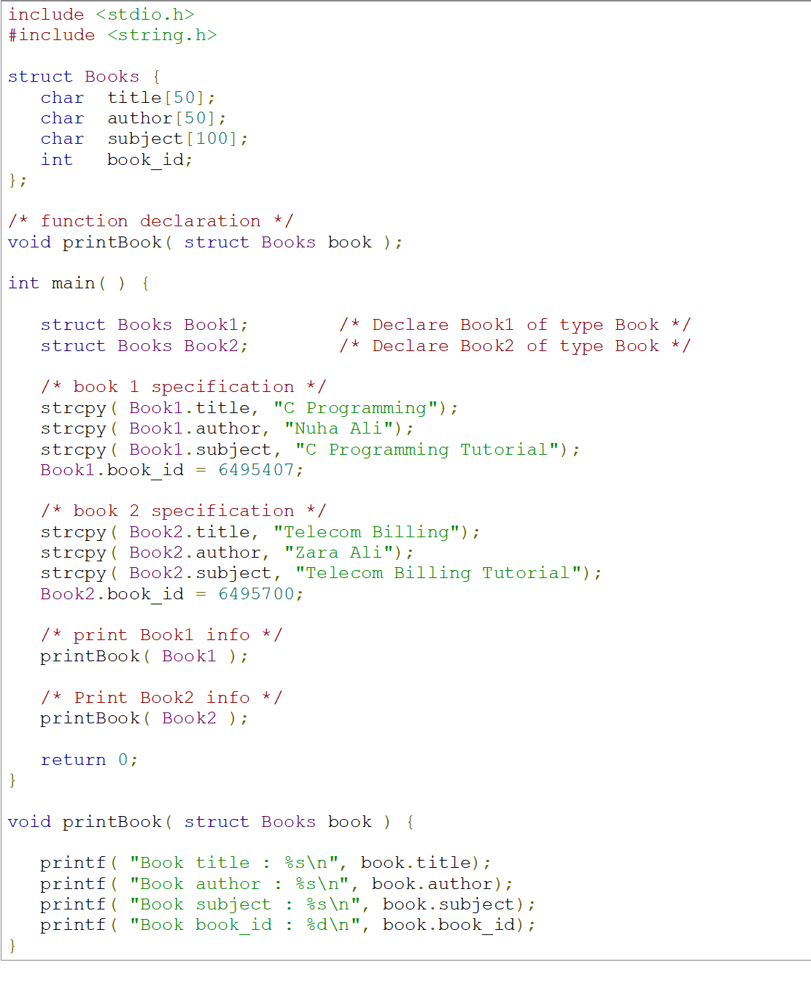 include <stdio.h>
#include <string.h>

struct Books {
   char  title[50];
   char  author[50];
   char  subject[100];
   int   book_id;
};

/* function declaration */
void printBook( struct Books book );

int main( ) {

   struct Books Book1;        /* Declare Book1 of type Book */
   struct Books Book2;        /* Declare Book2 of type Book */

   /* book 1 specification */
   strcpy( Book1.title, "C Programming");
   strcpy( Book1.author, "Nuha Ali");
   strcpy( Book1.subject, "C Programming Tutorial");
   Book1.book_id = 6495407;

   /* book 2 specification */
   strcpy( Book2.title, "Telecom Billing");
   strcpy( Book2.author, "Zara Ali");
   strcpy( Book2.subject, "Telecom Billing Tutorial");
   Book2.book_id = 6495700;

   /* print Book1 info */
   printBook( Book1 );

   /* Print Book2 info */
   printBook( Book2 );

   return 0;
}

void printBook( struct Books book ) {

   printf( "Book title : %s\n", book.title);
   printf( "Book author : %s\n", book.author);
   printf( "Book subject : %s\n", book.subject);
   printf( "Book book_id : %d\n", book.book_id);
}